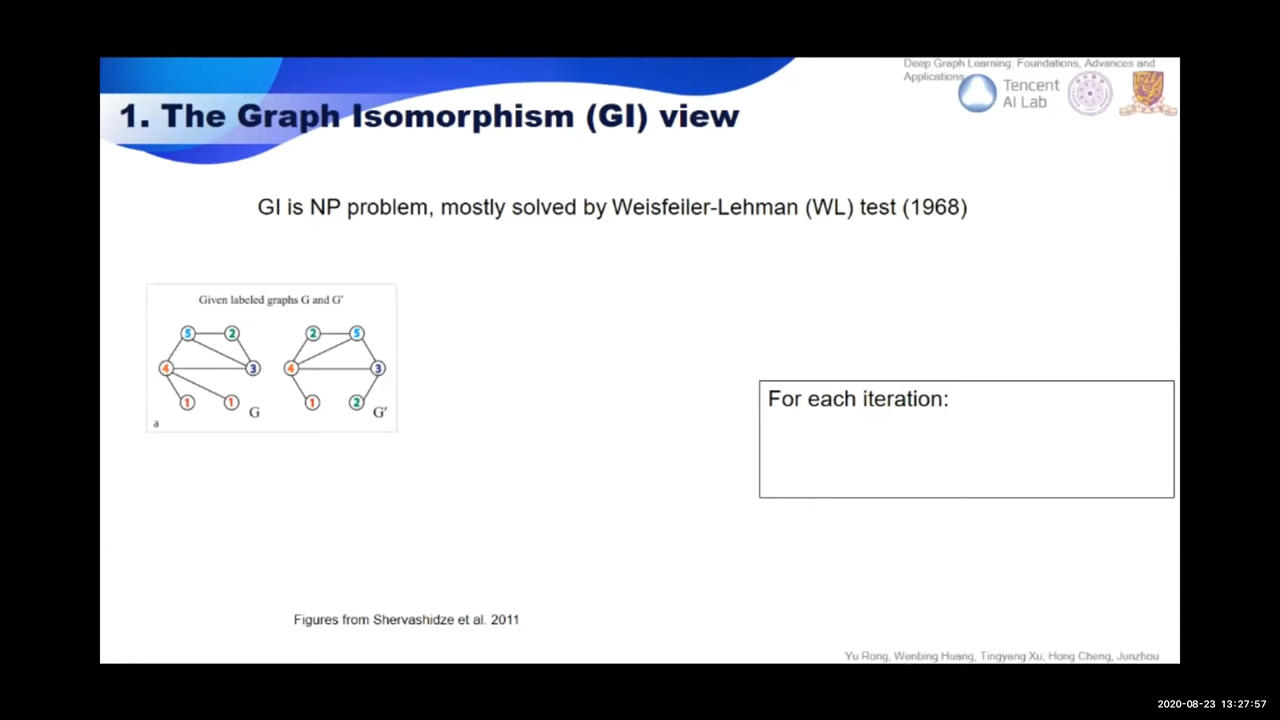 Deep Graph Learning: Foundations, Advances and
Applications
Tencent
AI Lab
1. The Graph Isomorphism (GI) view
GI is NP problem, mostly solved by Weisfeiler-Lehman (WL) test (1968)
Given labeled graphs G and G′
5 2 2 5
4 3 4 3
1 1 G 1 2 G′
a
For each iteration:
Figures from Shervashidze et al. 2011
Yu Rong, Wenbing Huang, Tingyang Xu, Hong Cheng, Junzhou
2020-08-23 13:27:57